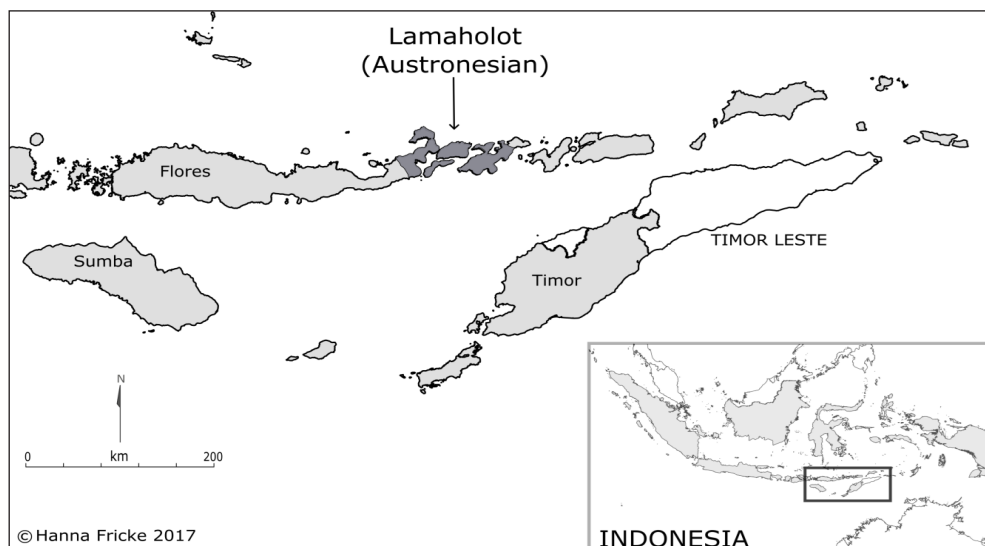 Lamaholot
(Austronesian)
Flores
TIMOR LESTE
Sumba
Timor
N
0 km 200
© Hanna Fricke 2017
INDONESIA